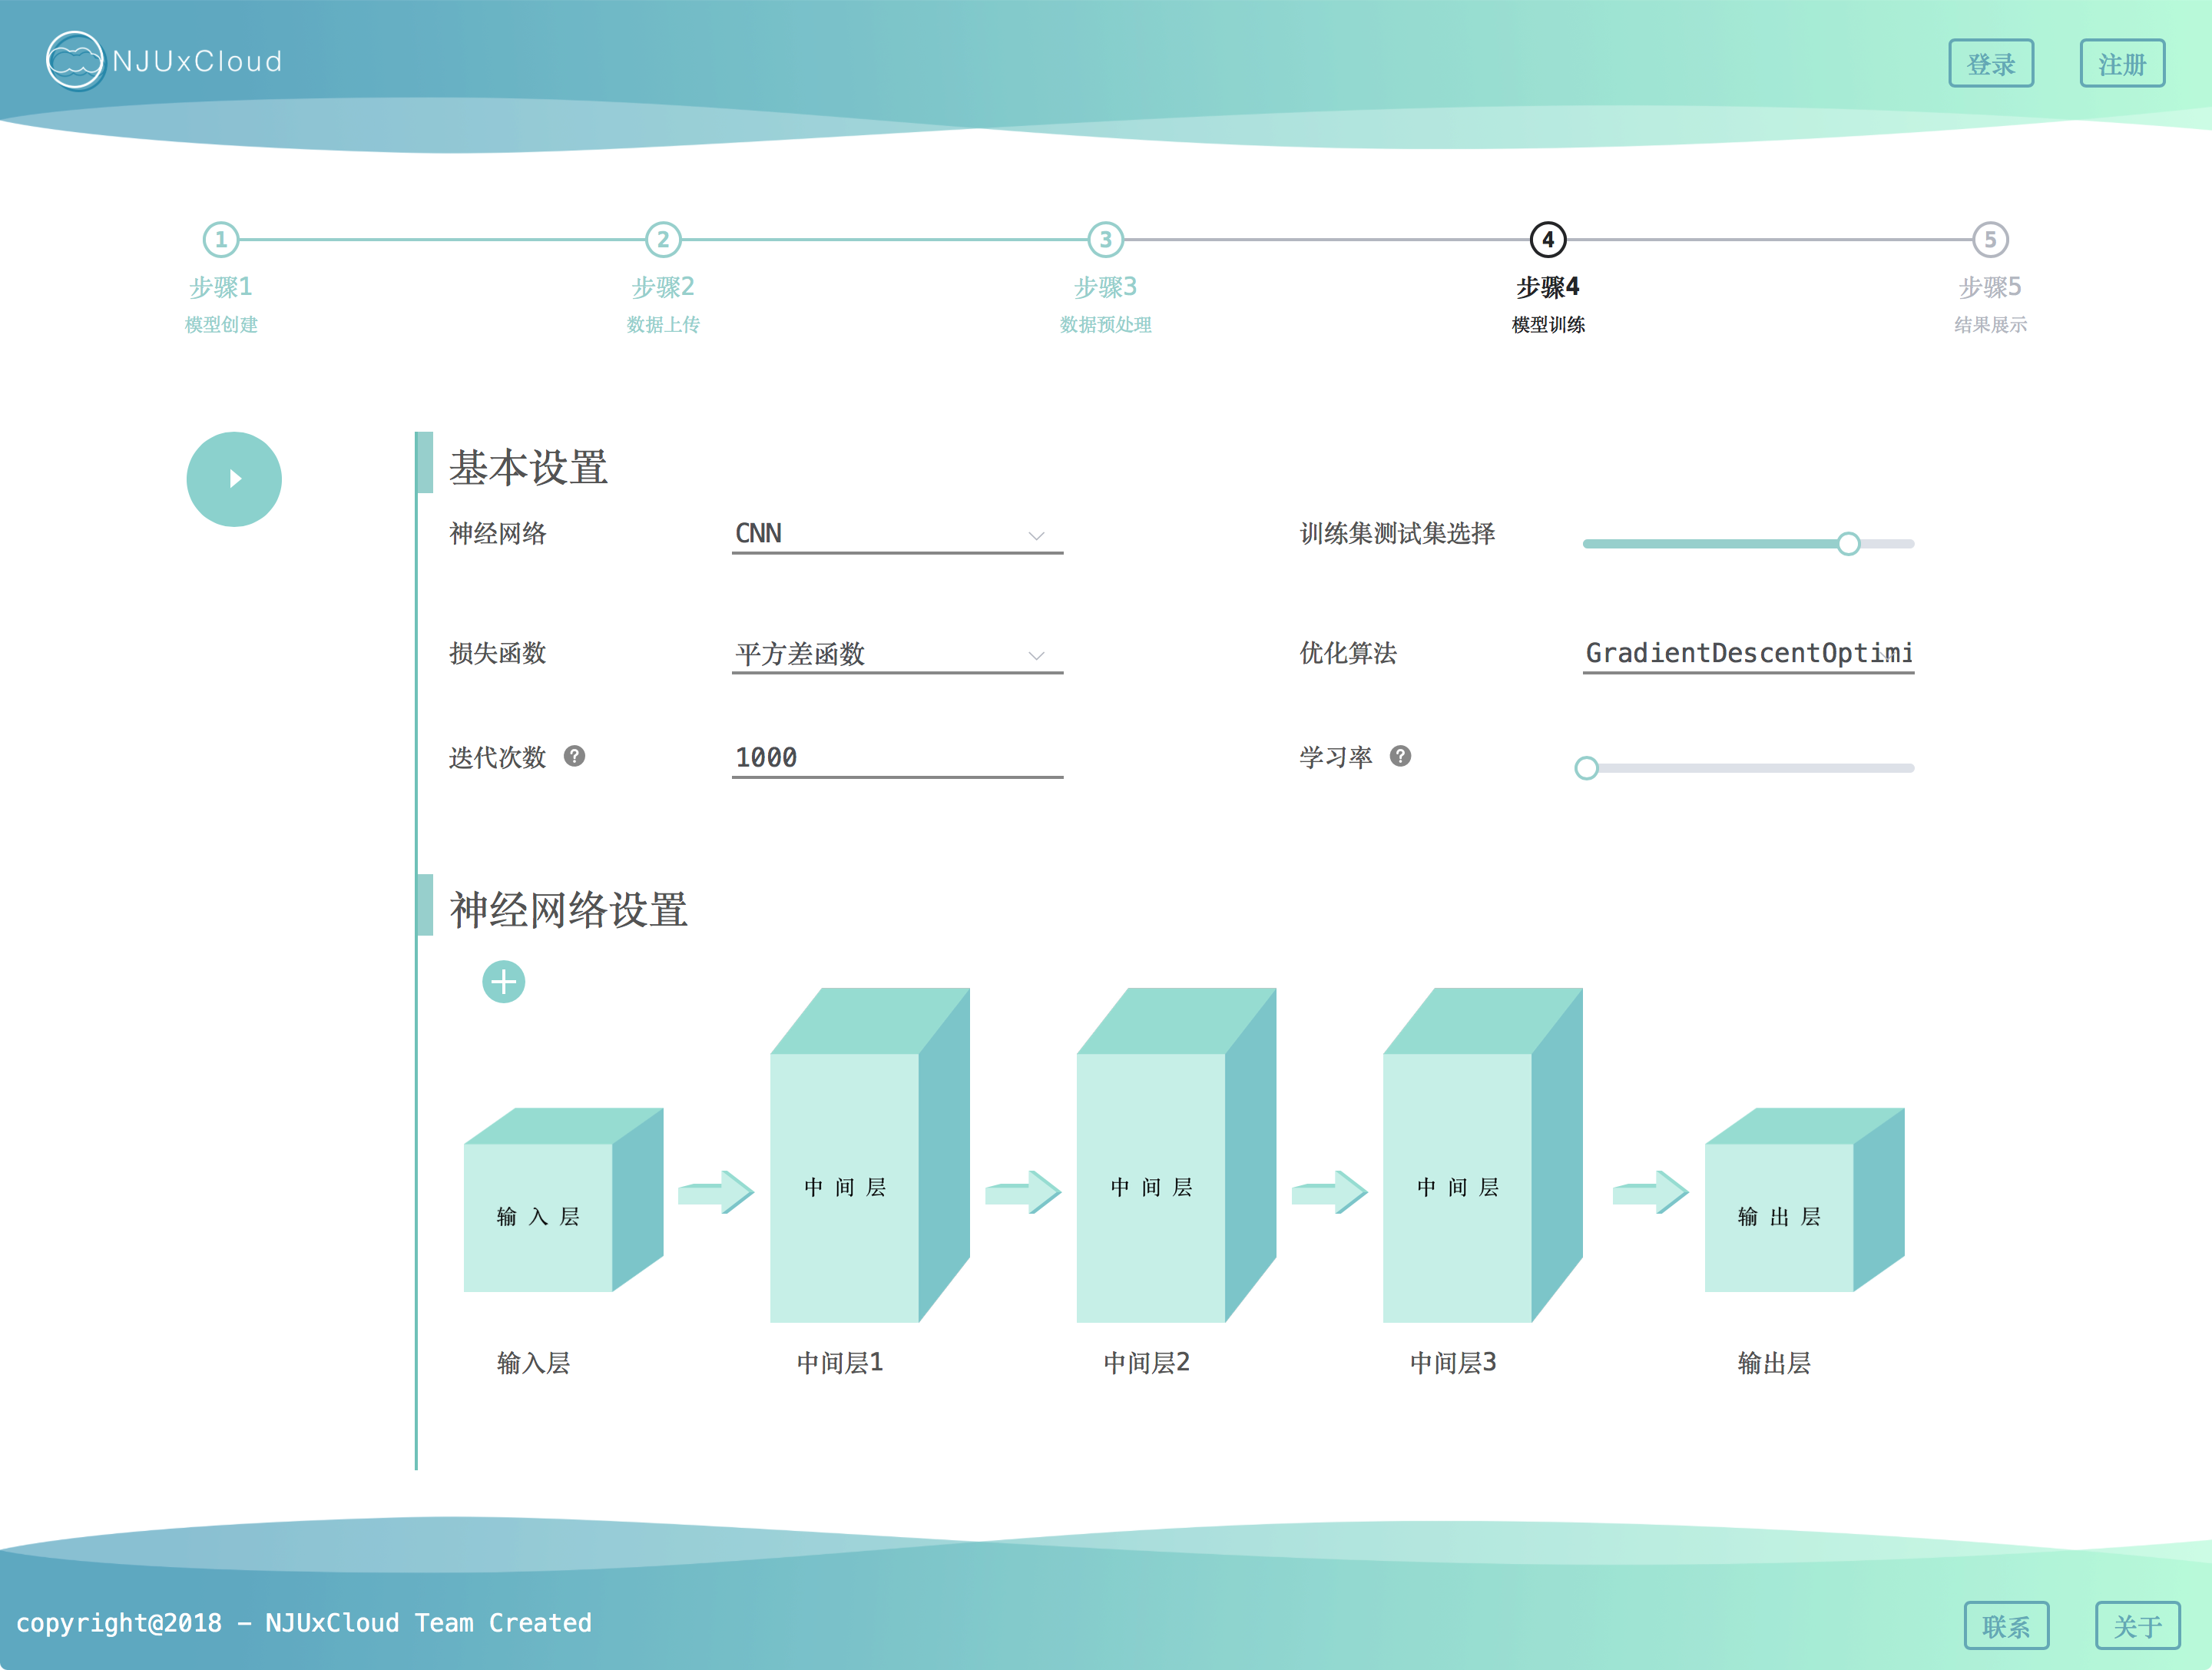 NJUxCloud
登录
注册
1
2
3
4
5
步骤1
步骤2
步骤3
步骤4
步骤5
模型创建
数据上传
数据预处理
模型训练
结果展示
基本设置
神经网络
CNN
训练集测试集选择
损失函数
平方差函数
优化算法
GradientDescentOptimi
迭代次数 ?
1000
学习率 ?
神经网络设置
输入层
中间层
中间层
中间层
输出层
输入层
中间层1
中间层2
中间层3
输出层
copyright@2018 - NJUxCloud Team Created
联系
关于